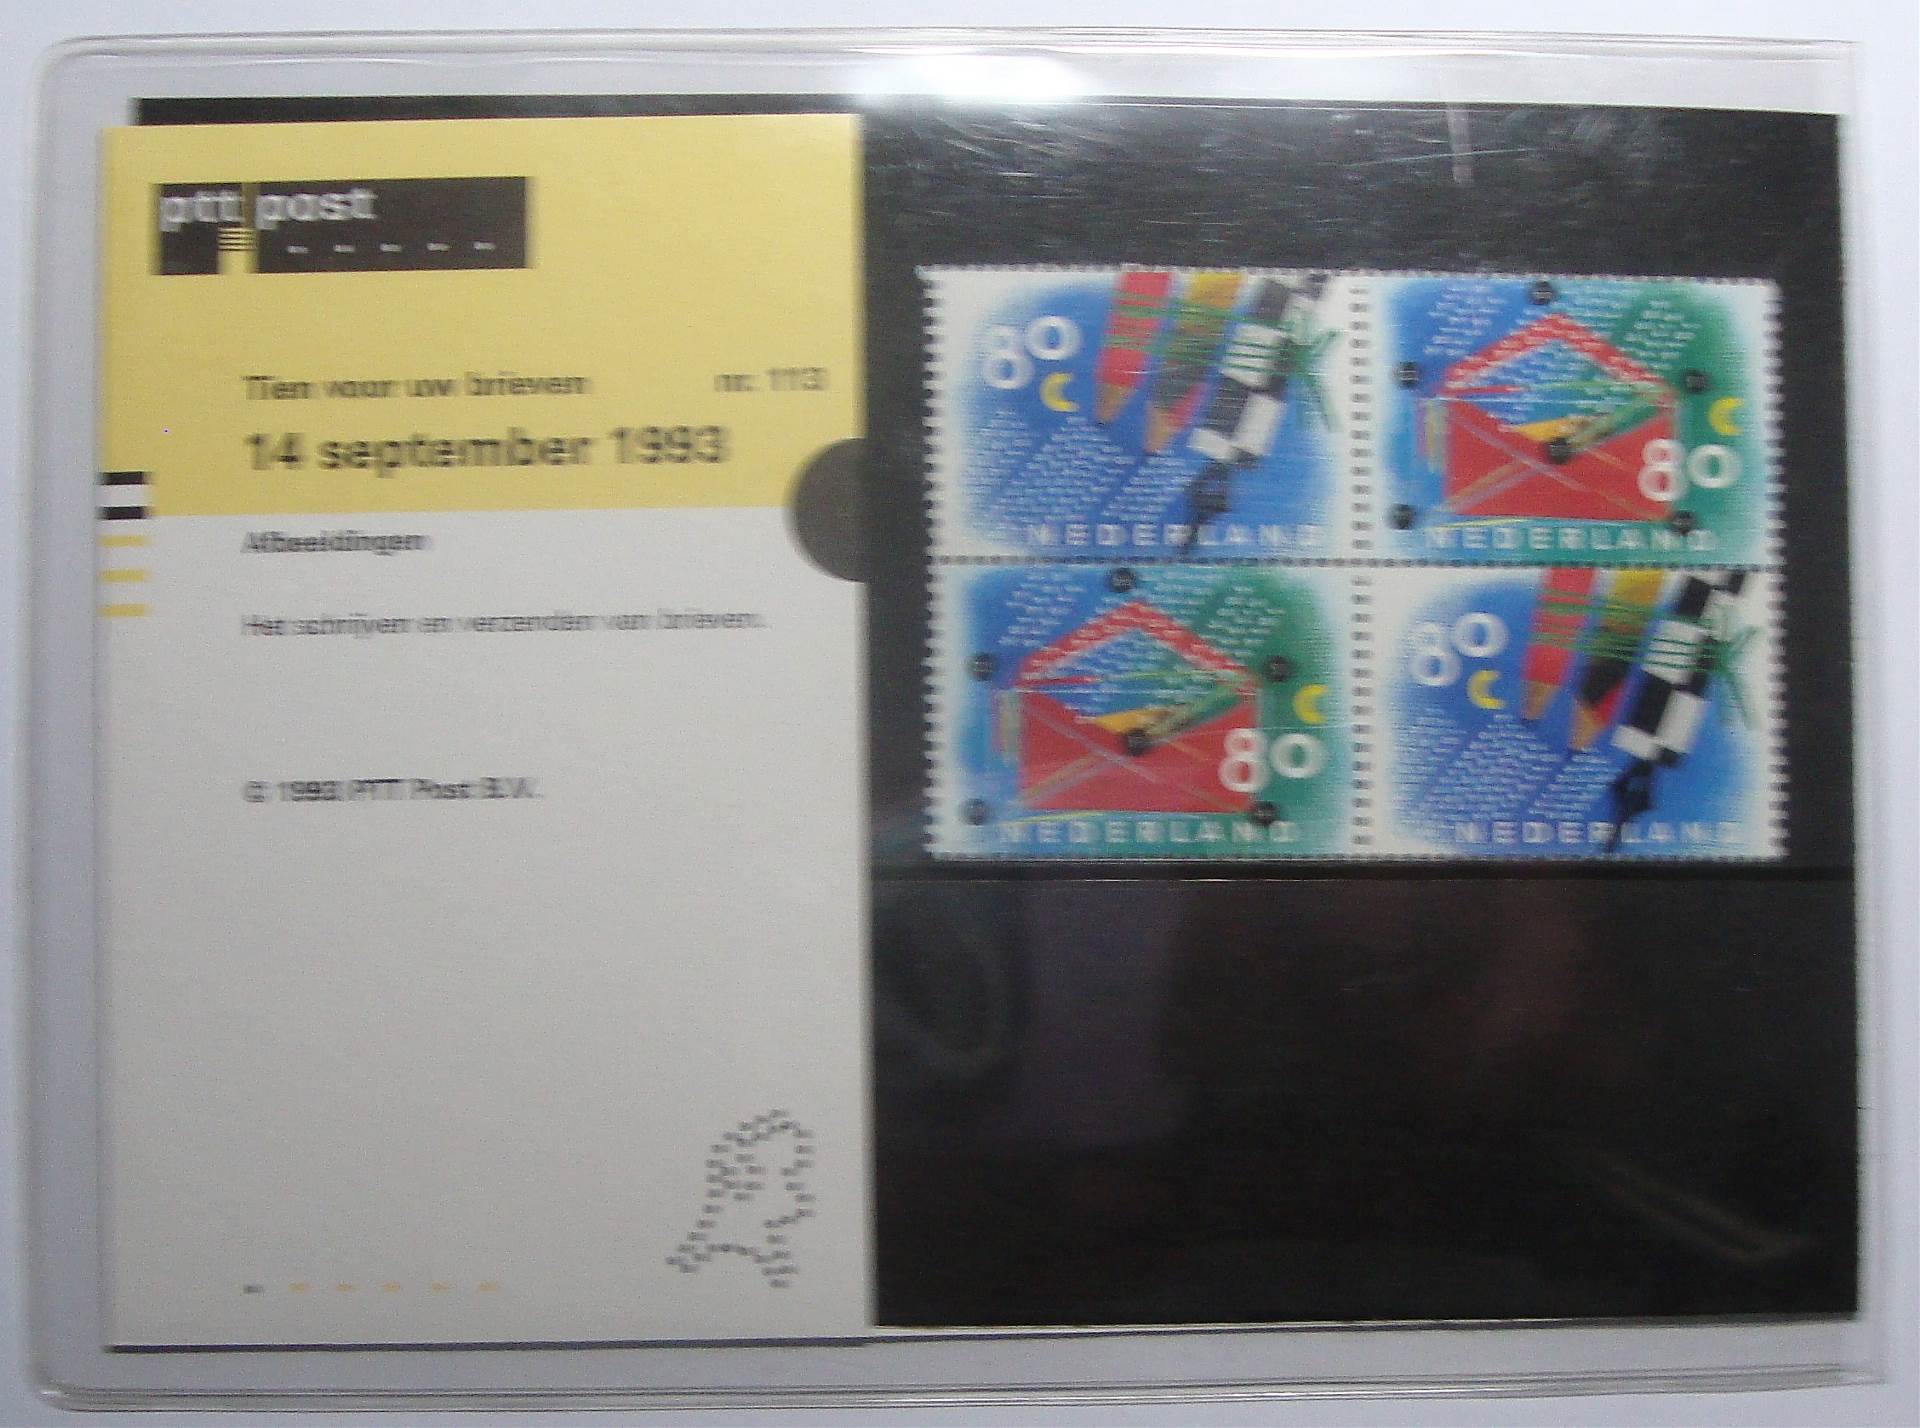 ptt post
Tien voor uw brieven nr. 113
14 september 1993
Afbeeldingen
Het schrijven en verzenden van brieven.
© 1993 PTT Post B.V.
80 c
NEDERLAND
c
80
NEDERLAND
c
80
NEDERLAND
80 c
NEDERLAND